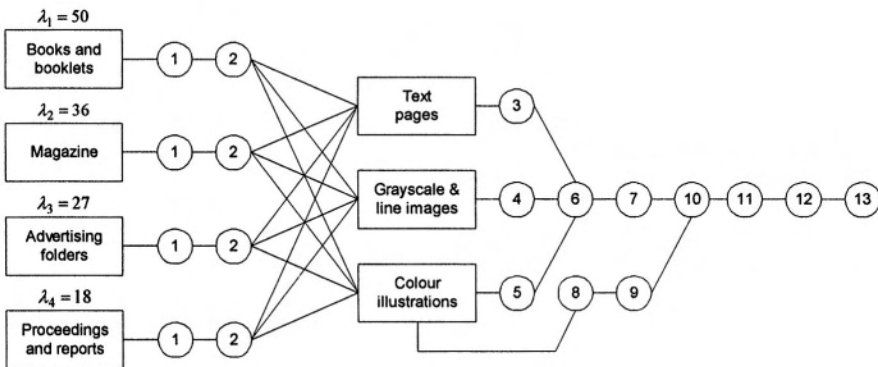 λ₁ = 50
Books and
booklets
1
2
λ₂ = 36
Magazine
1
2
λ₃ = 27
Advertising
folders
1
2
λ₄ = 18
Proceedings
and reports
1
2
Text
pages
3
Grayscale &
line images
4
6
7
10
11
12
13
Colour
illustrations
5
8
9